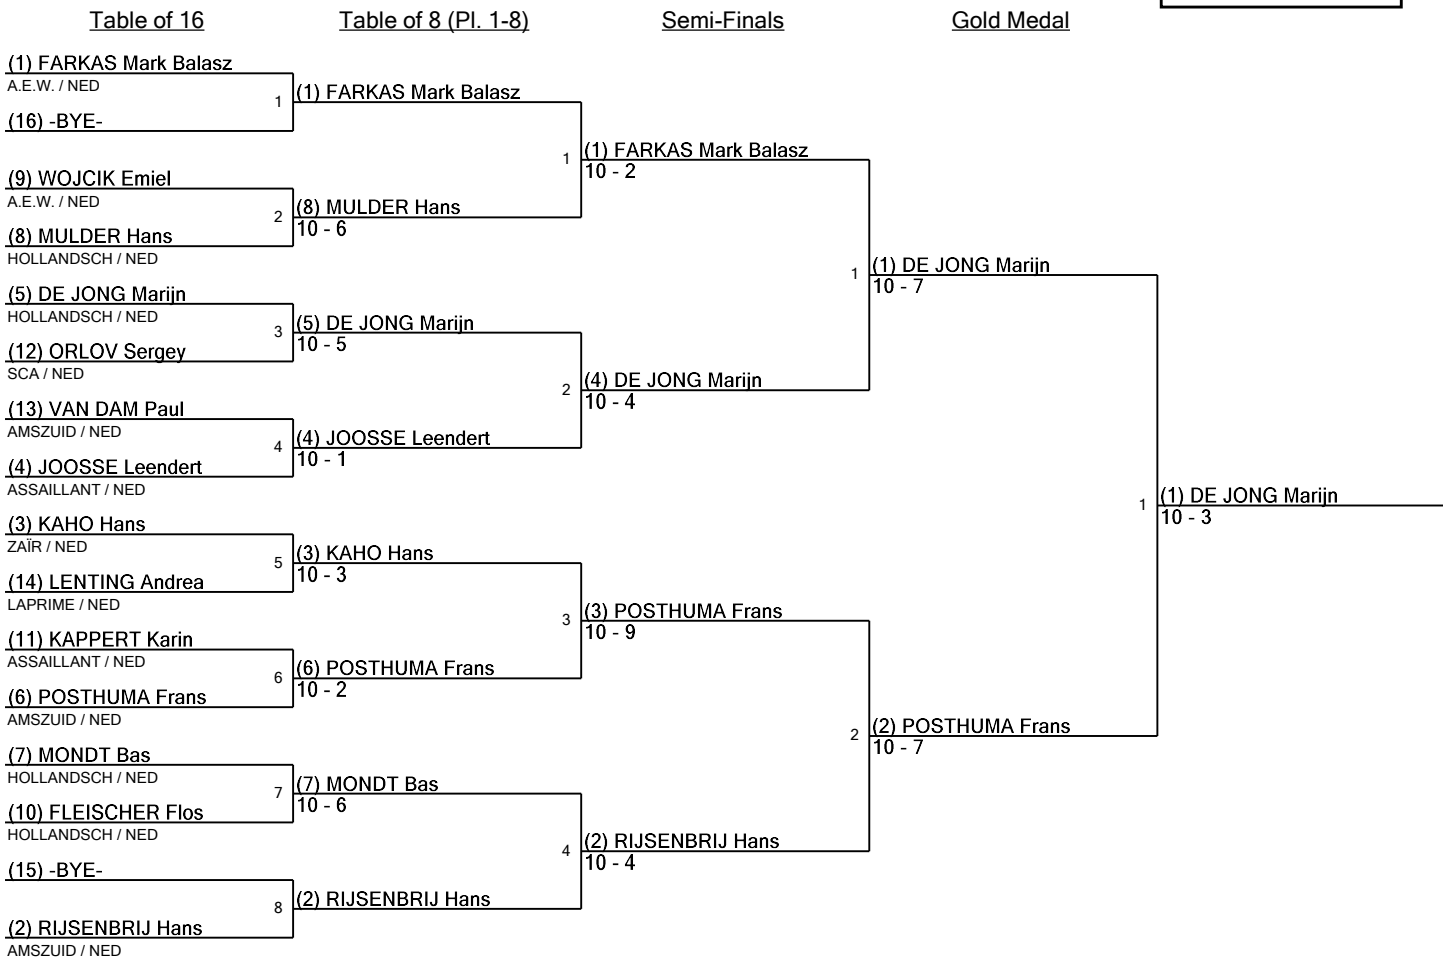 Table of 16
Table of 8 (Pl. 1-8)
Semi-Finals
Gold Medal
(1) FARKAS Mark Balasz
A.E.W. / NED
1
(16) -BYE-
(9) WOJCIK Emiel
A.E.W. / NED
2
(8) MULDER Hans
HOLLANDSCH / NED
(5) DE JONG Marijn
HOLLANDSCH / NED
3
(12) ORLOV Sergey
SCA / NED
(13) VAN DAM Paul
AMSZUID / NED
4
(4) JOOSSE Leendert
ASSAILLANT / NED
(3) KAHO Hans
ZAÏR / NED
5
(14) LENTING Andrea
LAPRIME / NED
(11) KAPPERT Karin
ASSAILLANT / NED
6
(6) POSTHUMA Frans
AMSZUID / NED
(7) MONDT Bas
HOLLANDSCH / NED
7
(10) FLEISCHER Flos
HOLLANDSCH / NED
(15) -BYE-
8
(2) RIJSENBRIJ Hans
AMSZUID / NED
(1) FARKAS Mark Balasz
1
(8) MULDER Hans
10 - 6
(5) DE JONG Marijn
10 - 5
2
(4) JOOSSE Leendert
10 - 1
(3) KAHO Hans
10 - 3
3
(6) POSTHUMA Frans
10 - 2
(7) MONDT Bas
10 - 6
4
(2) RIJSENBRIJ Hans
(1) FARKAS Mark Balasz
10 - 2
1
(4) DE JONG Marijn
10 - 4
(3) POSTHUMA Frans
10 - 9
2
(2) RIJSENBRIJ Hans
10 - 4
(1) DE JONG Marijn
10 - 7
1
(2) POSTHUMA Frans
10 - 7
(1) DE JONG Marijn
10 - 3